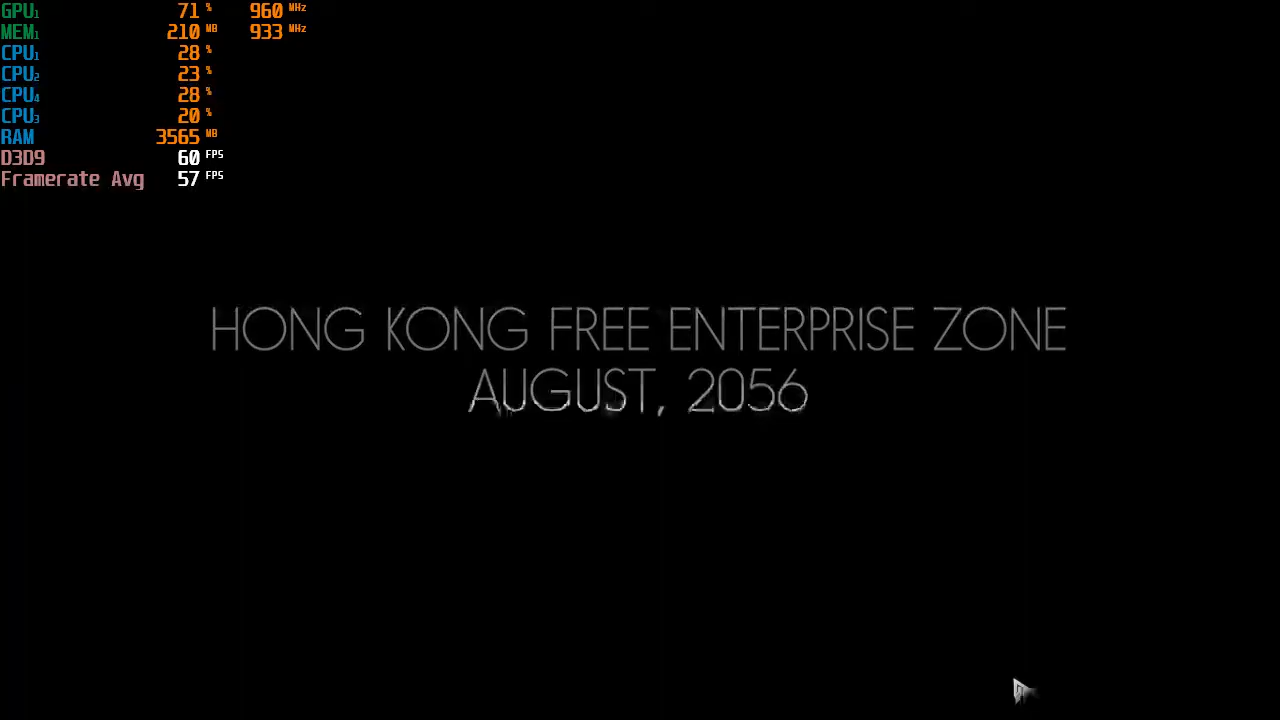 GPU1 71 % 960 MHz
MEM1 210 MB 933 MHz
CPU1 28 %
CPU2 23 %
CPU4 28 %
CPU3 20 %
RAM 3565 MB
D3D9 60 FPS
Framerate Avg 57 FPS
HONG KONG FREE ENTERPRISE ZONE
AUGUST, 2056